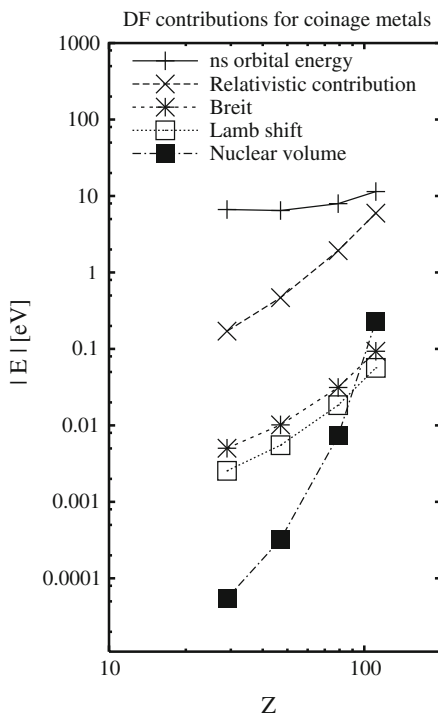 DF contributions for coinage metals
1000
100
10
1
0.1
0.01
0.001
0.0001
| E | [eV]
ns orbital energy
Relativistic contribution
Breit
Lamb shift
Nuclear volume
10
100
Z